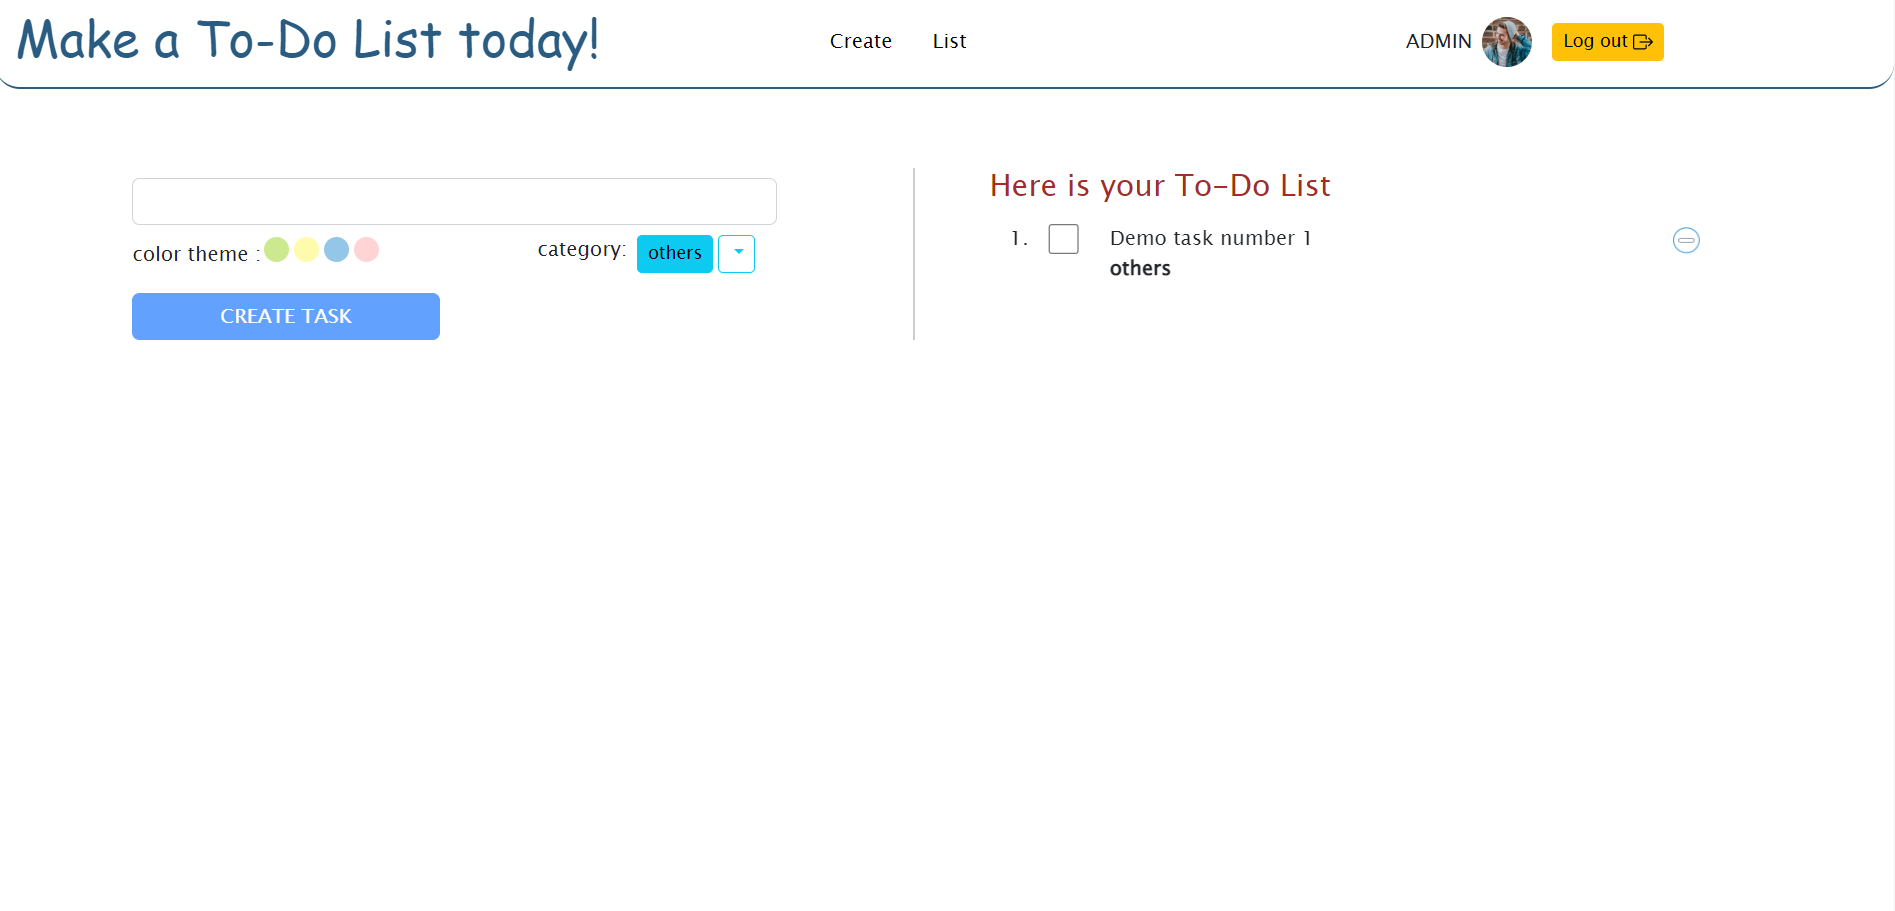 Make a To-Do List today!
Create
List
ADMIN
Log out
color theme :
category:
others
CREATE TASK
Here is your To-Do List
1.
Demo task number 1
others